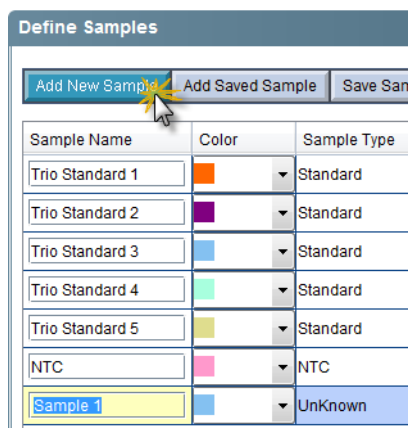 Define Samples
Add New Sample Add Saved Sample Save Sam
Sample Name Color Sample Type
Trio Standard 1 Standard
Trio Standard 2 Standard
Trio Standard 3 Standard
Trio Standard 4 Standard
Trio Standard 5 Standard
NTC NTC
Sample 1 UnKnown